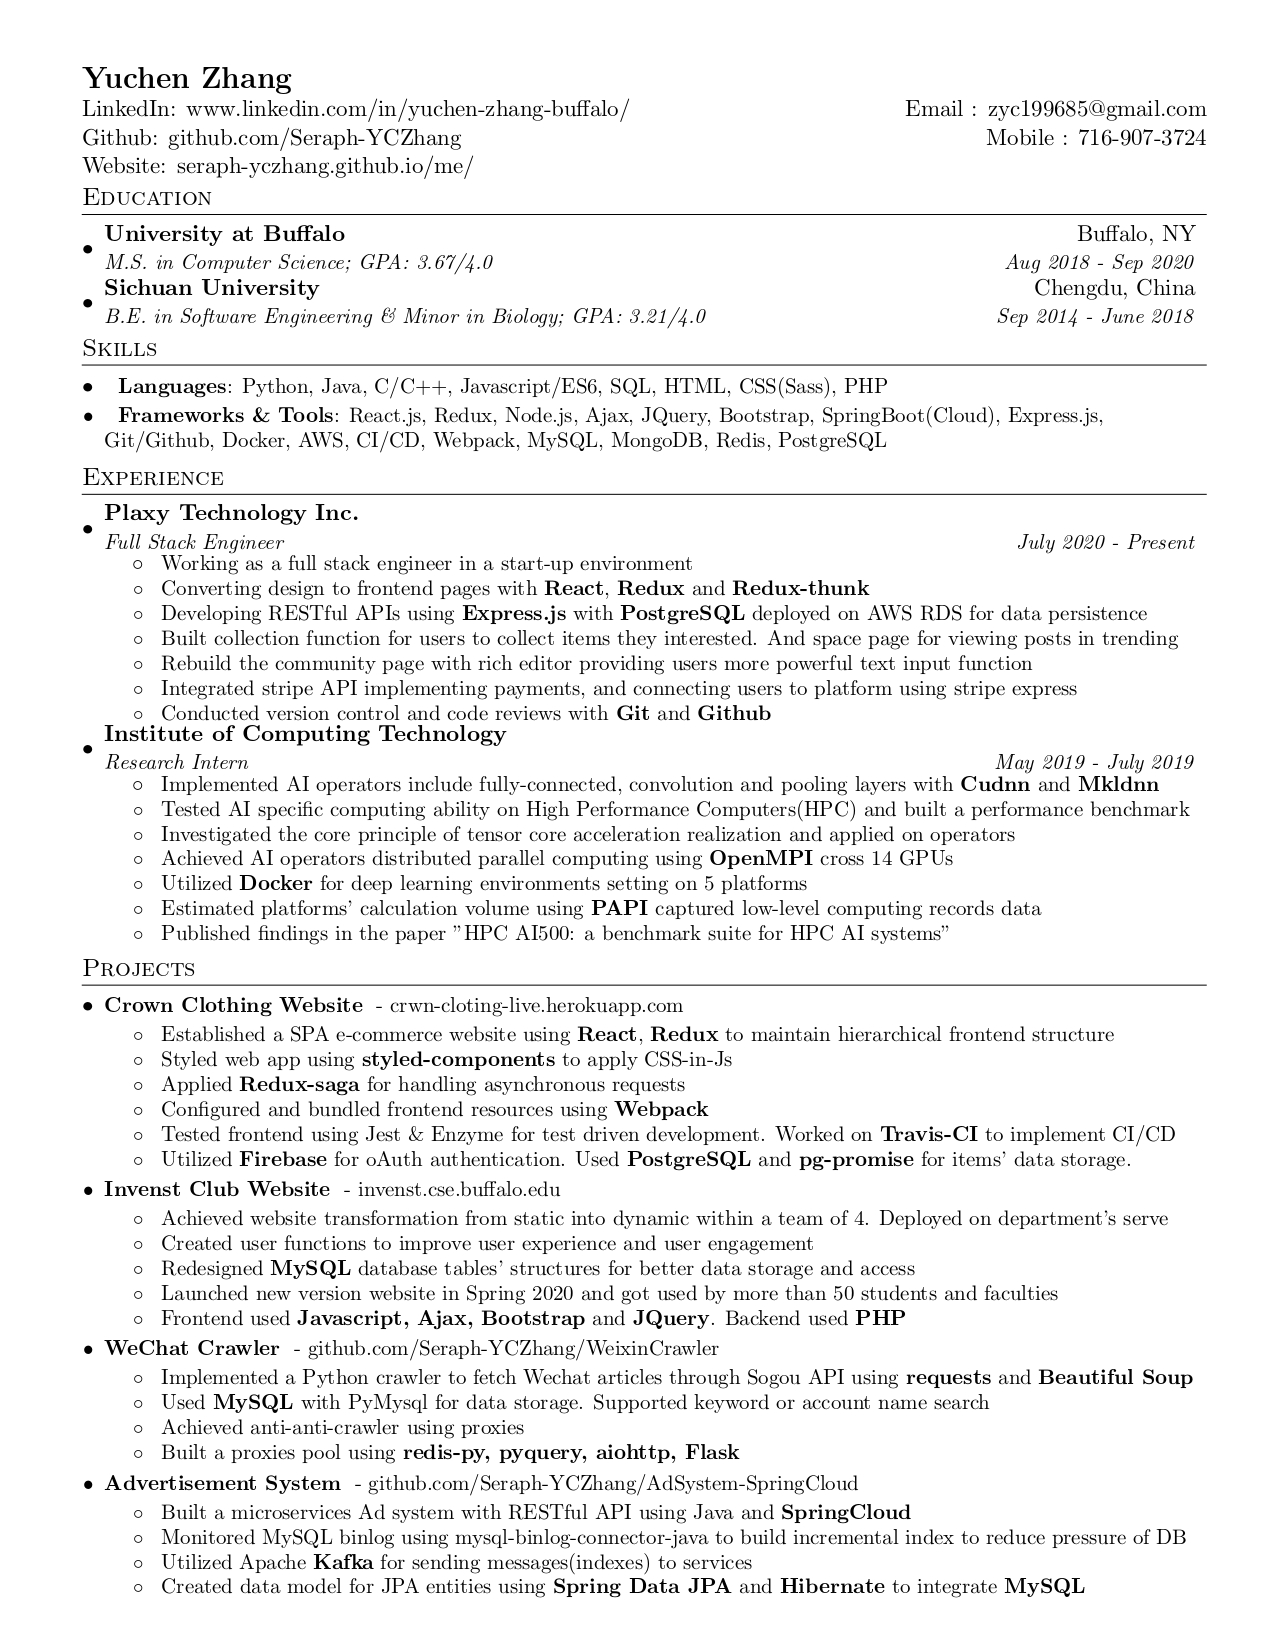 Yuchen Zhang
LinkedIn: www.linkedin.com/in/yuchen-zhang-buffalo/ Email : zyc199685@gmail.com
Github: github.com/Seraph-YCZhang Mobile : 716-907-3724
Website: seraph-yczhang.github.io/me/
Education
• University at Buffalo Buffalo, NY
M.S. in Computer Science; GPA: 3.67/4.0 Aug 2018 - Sep 2020
• Sichuan University Chengdu, China
B.E. in Software Engineering & Minor in Biology; GPA: 3.21/4.0 Sep 2014 - June 2018
Skills
• Languages: Python, Java, C/C++, Javascript/ES6, SQL, HTML, CSS(Sass), PHP
• Frameworks & Tools: React.js, Redux, Node.js, Ajax, JQuery, Bootstrap, SpringBoot(Cloud), Express.js,
Git/Github, Docker, AWS, CI/CD, Webpack, MySQL, MongoDB, Redis, PostgreSQL
Experience
• Plaxy Technology Inc.
Full Stack Engineer July 2020 - Present
◦ Working as a full stack engineer in a start-up environment
◦ Converting design to frontend pages with React, Redux and Redux-thunk
◦ Developing RESTful APIs using Express.js with PostgreSQL deployed on AWS RDS for data persistence
◦ Built collection function for users to collect items they interested. And space page for viewing posts in trending
◦ Rebuild the community page with rich editor providing users more powerful text input function
◦ Integrated stripe API implementing payments, and connecting users to platform using stripe express
◦ Conducted version control and code reviews with Git and Github
• Institute of Computing Technology
Research Intern May 2019 - July 2019
◦ Implemented AI operators include fully-connected, convolution and pooling layers with Cudnn and Mkldnn
◦ Tested AI specific computing ability on High Performance Computers(HPC) and built a performance benchmark
◦ Investigated the core principle of tensor core acceleration realization and applied on operators
◦ Achieved AI operators distributed parallel computing using OpenMPI cross 14 GPUs
◦ Utilized Docker for deep learning environments setting on 5 platforms
◦ Estimated platforms' calculation volume using PAPI captured low-level computing records data
◦ Published findings in the paper "HPC AI500: a benchmark suite for HPC AI systems"
Projects
• Crown Clothing Website - crwn-cloting-live.herokuapp.com
◦ Established a SPA e-commerce website using React, Redux to maintain hierarchical frontend structure
◦ Styled web app using styled-components to apply CSS-in-Js
◦ Applied Redux-saga for handling asynchronous requests
◦ Configured and bundled frontend resources using Webpack
◦ Tested frontend using Jest & Enzyme for test driven development. Worked on Travis-CI to implement CI/CD
◦ Utilized Firebase for oAuth authentication. Used PostgreSQL and pg-promise for items' data storage.
• Invenst Club Website - invenst.cse.buffalo.edu
◦ Achieved website transformation from static into dynamic within a team of 4. Deployed on department's serve
◦ Created user functions to improve user experience and user engagement
◦ Redesigned MySQL database tables' structures for better data storage and access
◦ Launched new version website in Spring 2020 and got used by more than 50 students and faculties
◦ Frontend used Javascript, Ajax, Bootstrap and JQuery. Backend used PHP
• WeChat Crawler - github.com/Seraph-YCZhang/WeixinCrawler
◦ Implemented a Python crawler to fetch Wechat articles through Sogou API using requests and Beautiful Soup
◦ Used MySQL with PyMysql for data storage. Supported keyword or account name search
◦ Achieved anti-anti-crawler using proxies
◦ Built a proxies pool using redis-py, pyquery, aiohttp, Flask
• Advertisement System - github.com/Seraph-YCZhang/AdSystem-SpringCloud
◦ Built a microservices Ad system with RESTful API using Java and SpringCloud
◦ Monitored MySQL binlog using mysql-binlog-connector-java to build incremental index to reduce pressure of DB
◦ Utilized Apache Kafka for sending messages(indexes) to services
◦ Created data model for JPA entities using Spring Data JPA and Hibernate to integrate MySQL